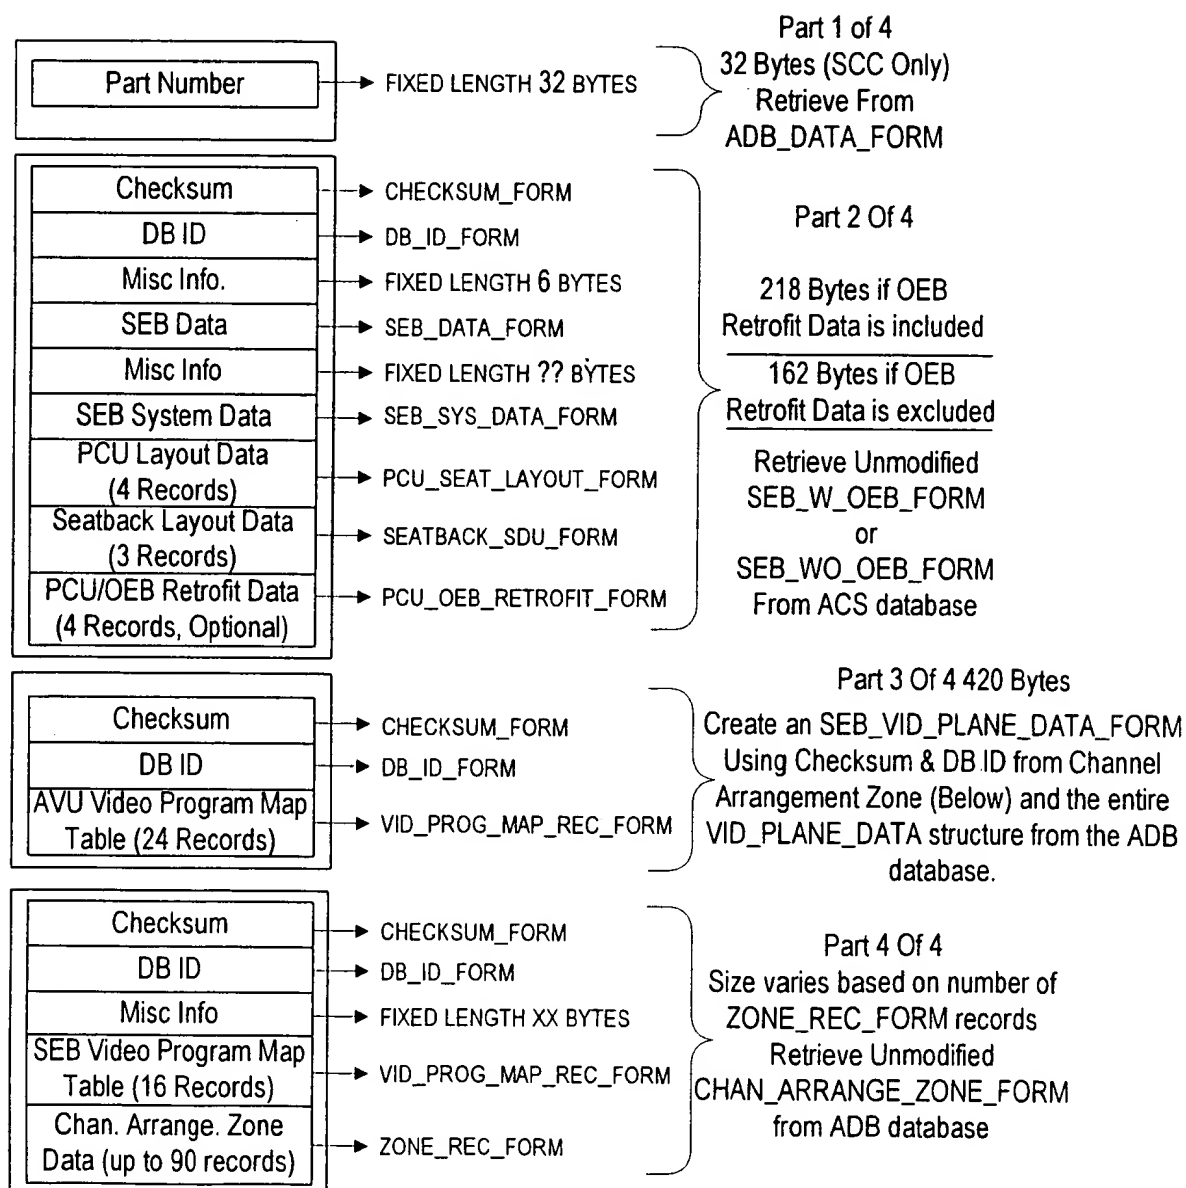 Part Number
FIXED LENGTH 32 BYTES
Part 1 of 4
32 Bytes (SCC Only)
Retrieve From
ADB_DATA_FORM
Checksum
CHECKSUM_FORM
DB ID
DB_ID_FORM
Misc Info.
FIXED LENGTH 6 BYTES
SEB Data
SEB_DATA_FORM
Misc Info
FIXED LENGTH ?? BYTES
SEB System Data
SEB_SYS_DATA_FORM
PCU Layout Data
(4 Records)
PCU_SEAT_LAYOUT_FORM
Seatback Layout Data
(3 Records)
SEATBACK_SDU_FORM
PCU/OEB Retrofit Data
(4 Records, Optional)
PCU_OEB_RETROFIT_FORM
Part 2 Of 4
218 Bytes if OEB
Retrofit Data is included
162 Bytes if OEB
Retrofit Data is excluded
Retrieve Unmodified
SEB_W_OEB_FORM
or
SEB_WO_OEB_FORM
From ACS database
Checksum
CHECKSUM_FORM
DB ID
DB_ID_FORM
AVU Video Program Map
Table (24 Records)
VID_PROG_MAP_REC_FORM
Part 3 Of 4 420 Bytes
Create an SEB_VID_PLANE_DATA_FORM
Using Checksum & DB ID from Channel
Arrangement Zone (Below) and the entire
VID_PLANE_DATA structure from the ADB
database.
Checksum
CHECKSUM_FORM
DB ID
DB_ID_FORM
Misc Info
FIXED LENGTH XX BYTES
SEB Video Program Map
Table (16 Records)
VID_PROG_MAP_REC_FORM
Chan. Arrange. Zone
Data (up to 90 records)
ZONE_REC_FORM
Part 4 Of 4
Size varies based on number of
ZONE_REC_FORM records
Retrieve Unmodified
CHAN_ARRANGE_ZONE_FORM
from ADB database